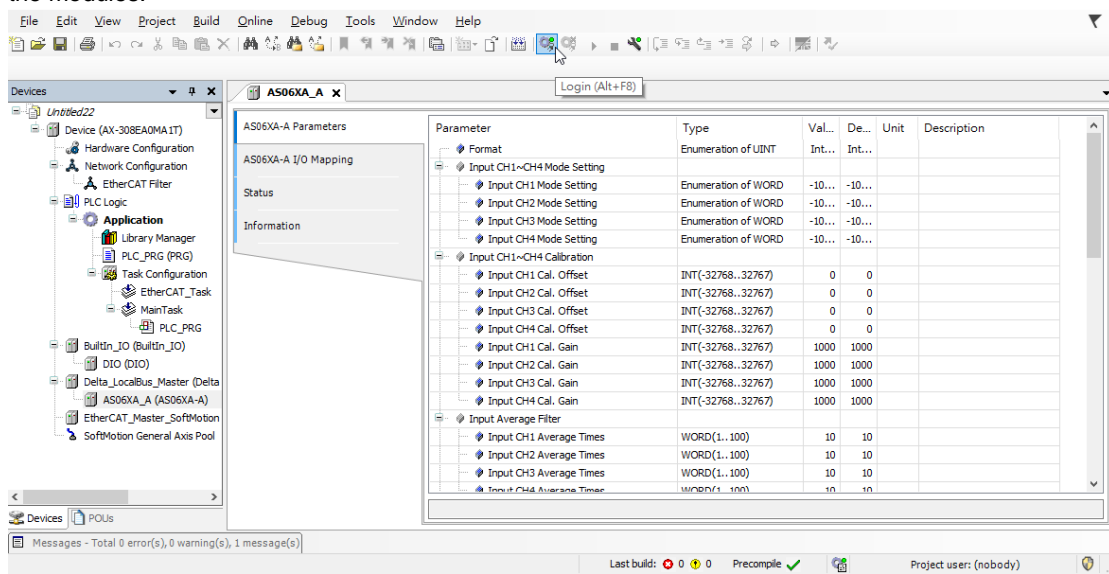 the modules.
File Edit View Project Build Online Debug Tools Window Help
Login (Alt+F8)
Devices
Untitled22
Device (AX-308EA0MA1T)
Hardware Configuration
Network Configuration
EtherCAT Filter
PLC Logic
Application
Library Manager
PLC_PRG (PRG)
Task Configuration
EtherCAT_Task
MainTask
PLC_PRG
BuiltIn_IO (BuiltIn_IO)
DIO (DIO)
Delta_LocalBus_Master (Delta
AS06XA_A (AS06XA-A)
EtherCAT_Master_SoftMotion
SoftMotion General Axis Pool
Devices POUs
AS06XA_A
AS06XA-A Parameters
AS06XA-A I/O Mapping
Status
Information
Parameter Type Val... De... Unit Description
Format Enumeration of UINT Int... Int...
Input CH1~CH4 Mode Setting
Input CH1 Mode Setting Enumeration of WORD -10... -10...
Input CH2 Mode Setting Enumeration of WORD -10... -10...
Input CH3 Mode Setting Enumeration of WORD -10... -10...
Input CH4 Mode Setting Enumeration of WORD -10... -10...
Input CH1~CH4 Calibration
Input CH1 Cal. Offset INT(-32768..32767) 0 0
Input CH2 Cal. Offset INT(-32768..32767) 0 0
Input CH3 Cal. Offset INT(-32768..32767) 0 0
Input CH4 Cal. Offset INT(-32768..32767) 0 0
Input CH1 Cal. Gain INT(-32768..32767) 1000 1000
Input CH2 Cal. Gain INT(-32768..32767) 1000 1000
Input CH3 Cal. Gain INT(-32768..32767) 1000 1000
Input CH4 Cal. Gain INT(-32768..32767) 1000 1000
Input Average Filter
Input CH1 Average Times WORD(1..100) 10 10
Input CH2 Average Times WORD(1..100) 10 10
Input CH3 Average Times WORD(1..100) 10 10
Input CH4 Average Times WORD(1..100) 10 10
Messages - Total 0 error(s), 0 warning(s), 1 message(s)
Last build: 0 0 Precompile Project user: (nobody)